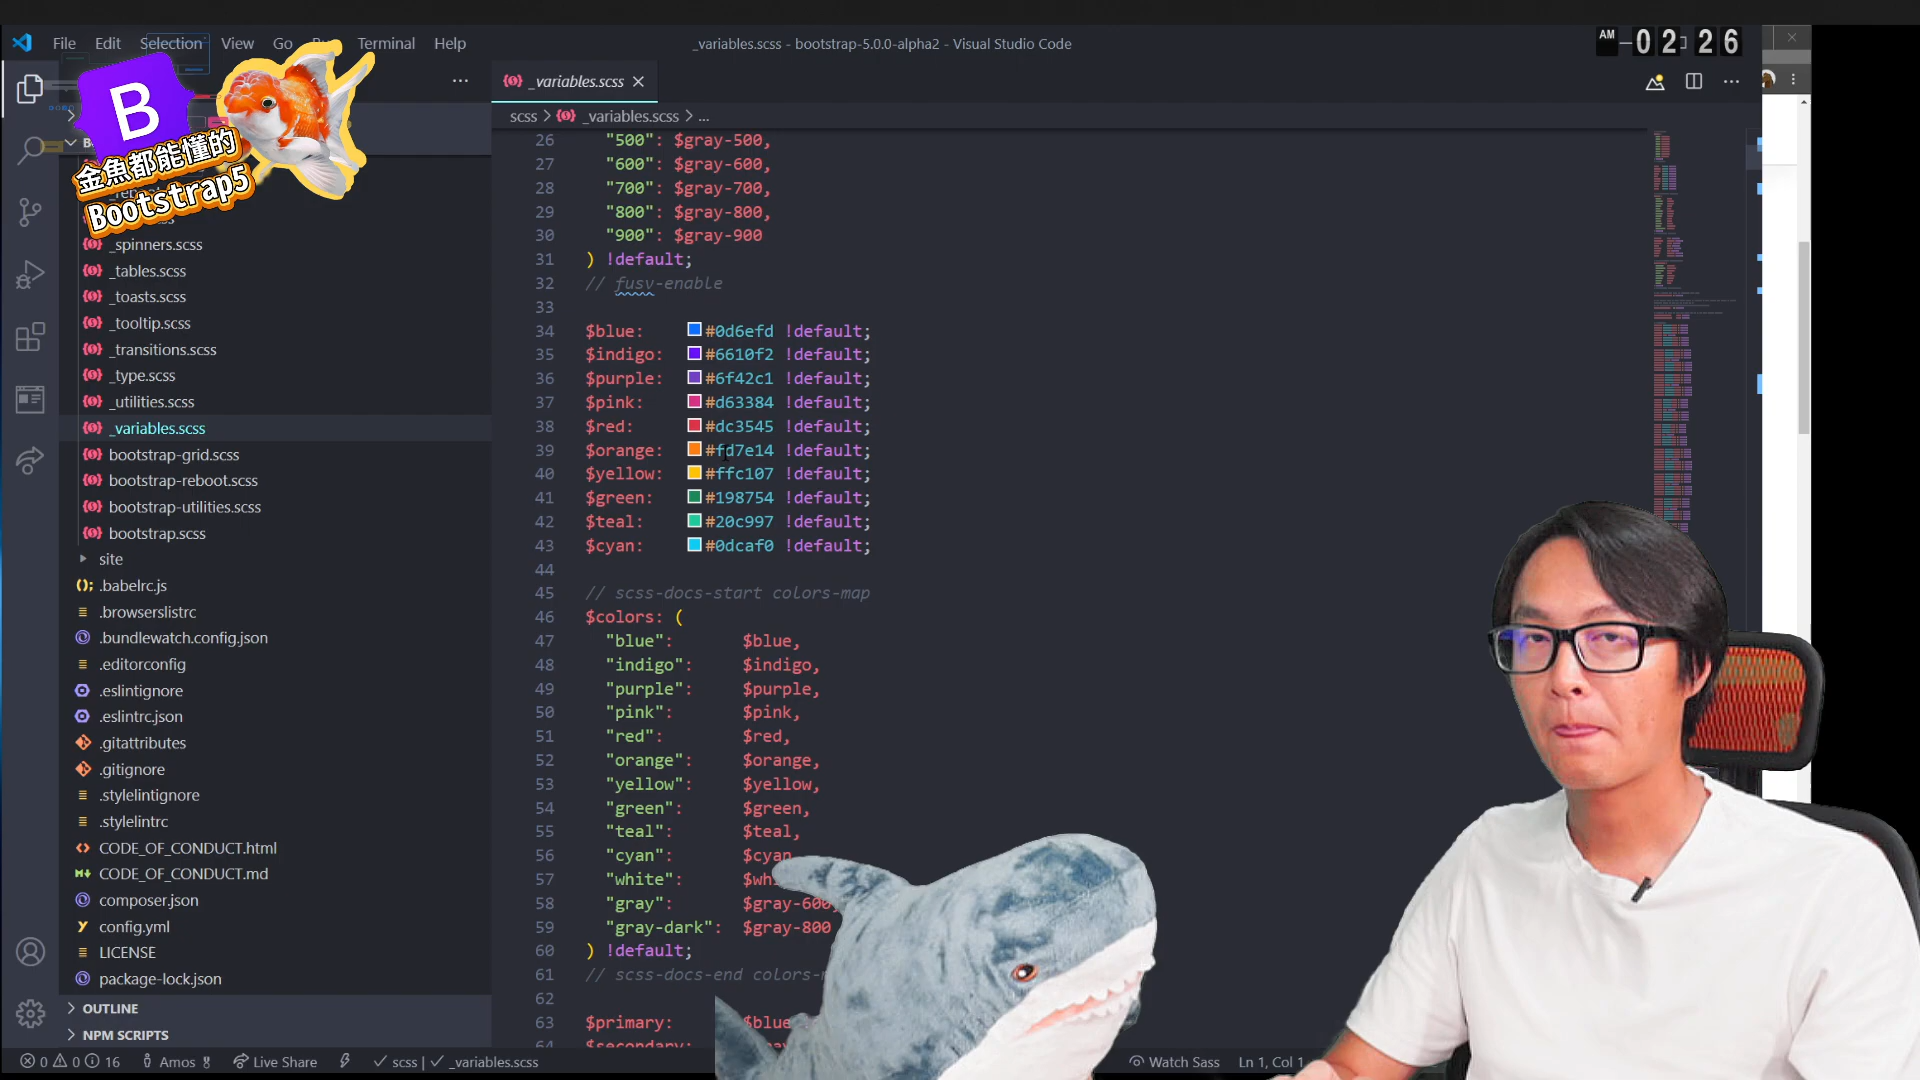 File Edit Selection View Go Terminal Help
_variables.scss - bootstrap-5.0.0-alpha2 - Visual Studio Code
AM 02 26
B
金魚都能懂的
Bootstrap5
_spinners.scss
_tables.scss
_toasts.scss
_tooltip.scss
_transitions.scss
_type.scss
_utilities.scss
_variables.scss
bootstrap-grid.scss
bootstrap-reboot.scss
bootstrap-utilities.scss
bootstrap.scss
site
.babelrc.js
.browserslistrc
.bundlewatch.config.json
.editorconfig
.eslintignore
.eslintrc.json
.gitattributes
.gitignore
.stylelintignore
.stylelintrc
CODE_OF_CONDUCT.html
CODE_OF_CONDUCT.md
composer.json
config.yml
LICENSE
package-lock.json
OUTLINE
NPM SCRIPTS
_variables.scss
scss > _variables.scss > ...
26 "500": $gray-500,
27 "600": $gray-600,
28 "700": $gray-700,
29 "800": $gray-800,
30 "900": $gray-900
31 ) !default;
32 // fusv-enable
33
34 $blue: #0d6efd !default;
35 $indigo: #6610f2 !default;
36 $purple: #6f42c1 !default;
37 $pink: #d63384 !default;
38 $red: #dc3545 !default;
39 $orange: #fd7e14 !default;
40 $yellow: #ffc107 !default;
41 $green: #198754 !default;
42 $teal: #20c997 !default;
43 $cyan: #0dcaf0 !default;
44
45 // scss-docs-start colors-map
46 $colors: (
47 "blue": $blue,
48 "indigo": $indigo,
49 "purple": $purple,
50 "pink": $pink,
51 "red": $red,
52 "orange": $orange,
53 "yellow": $yellow,
54 "green": $green,
55 "teal": $teal,
56 "cyan": $cyan
57 "white":
58 "gray": $gray-600,
59 "gray-dark": $gray-800
60 ) !default;
61 // scss-docs-end
62
63 $primary: $blue
64
0 0 16 Amos Live Share scss | _variables.scss Watch Sass Ln 1, Col 1